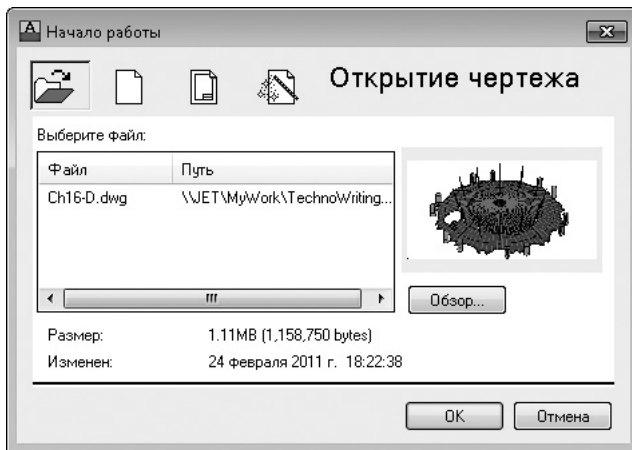 Начало работы
Открытие чертежа
Выберите файл:
Файл Путь
Ch16-D.dwg \\JET\MyWork\TechnoWriting...
Обзор...
Размер: 1.11MB (1,158,750 bytes)
Изменен: 24 февраля 2011 г. 18:22:38
OK Отмена